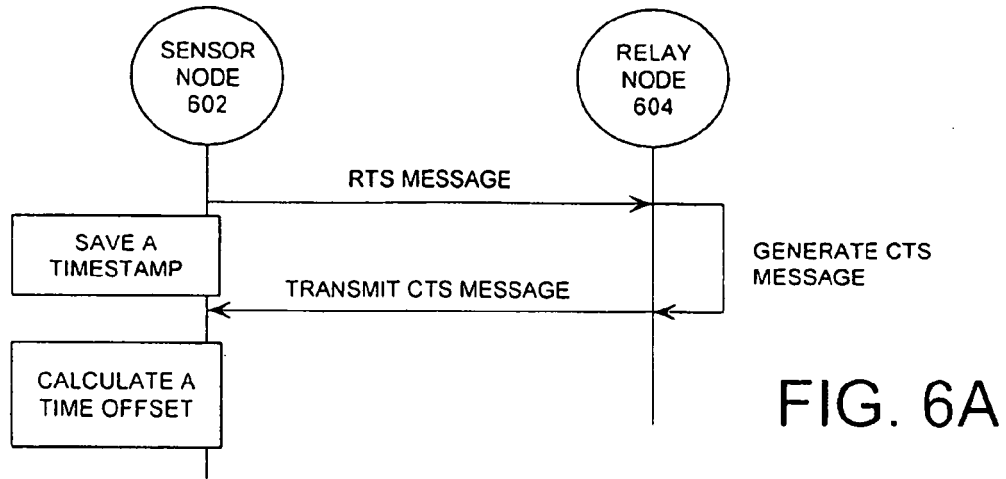 SENSOR
NODE
602
RELAY
NODE
604
RTS MESSAGE
SAVE A
TIMESTAMP
GENERATE CTS
MESSAGE
TRANSMIT CTS MESSAGE
CALCULATE A
TIME OFFSET
FIG. 6A